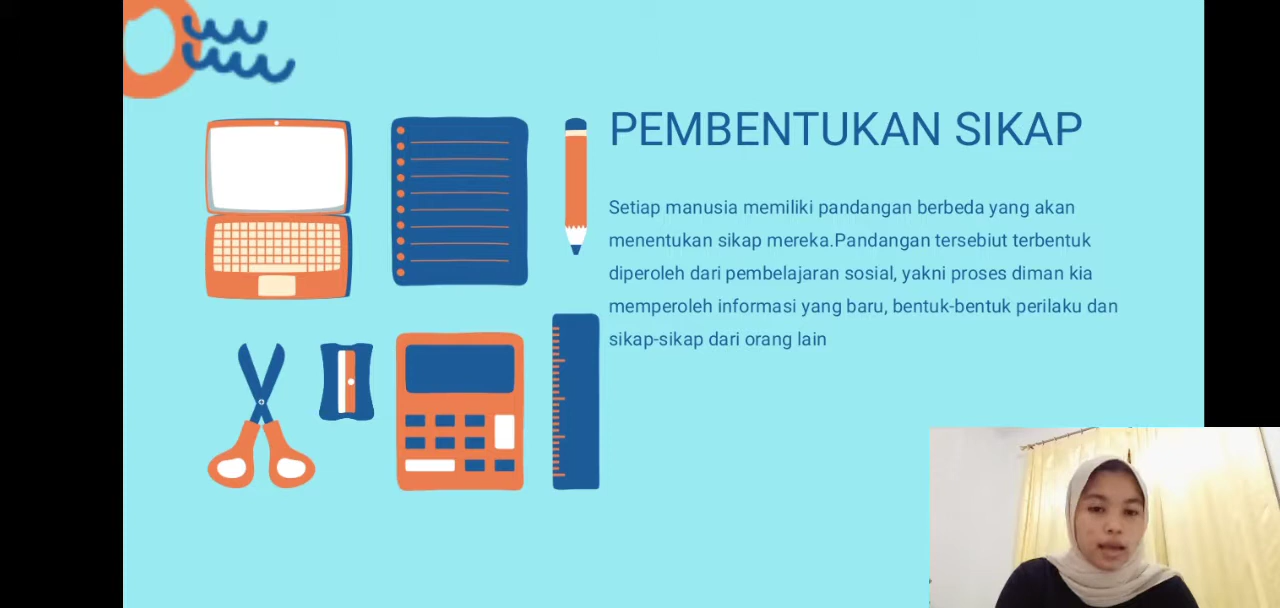 PEMBENTUKAN SIKAP
Setiap manusia memiliki pandangan berbeda yang akan
menentukan sikap mereka.Pandangan tersebiut terbentuk
diperoleh dari pembelajaran sosial, yakni proses diman kia
memperoleh informasi yang baru, bentuk-bentuk perilaku dan
sikap-sikap dari orang lain